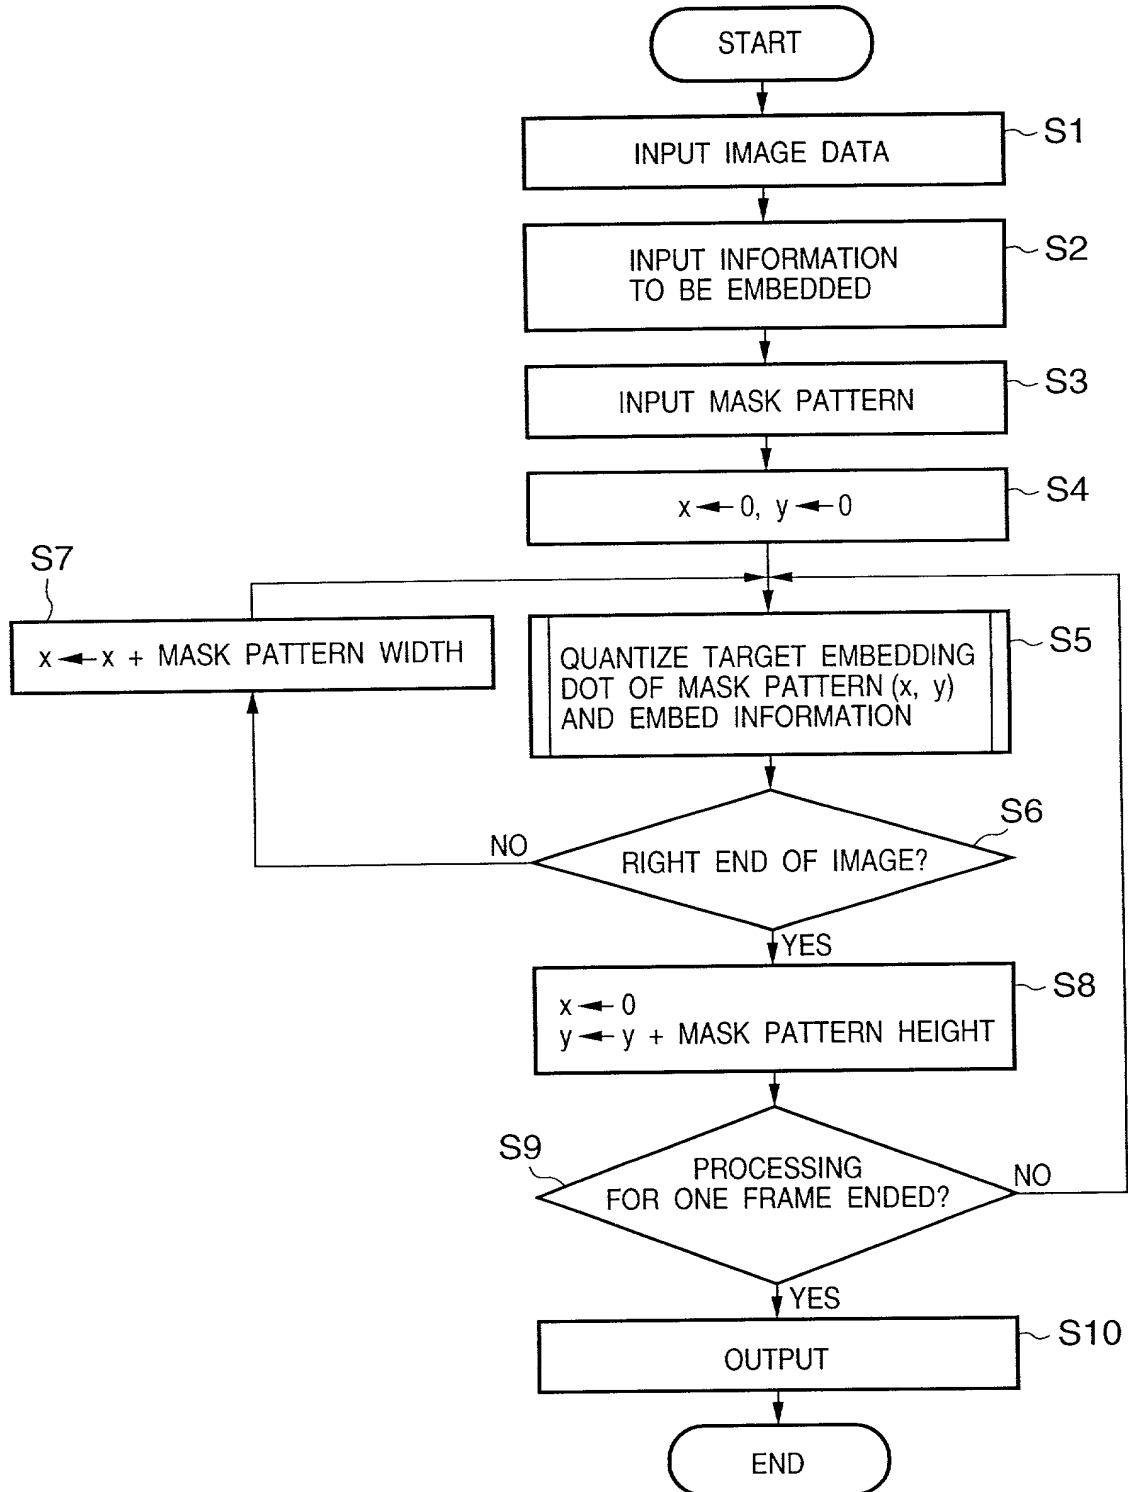 START
INPUT IMAGE DATA
S1
INPUT INFORMATION
TO BE EMBEDDED
S2
INPUT MASK PATTERN
S3
x←0, y←0
S4
S7
x←x + MASK PATTERN WIDTH
QUANTIZE TARGET EMBEDDING
DOT OF MASK PATTERN (x, y)
AND EMBED INFORMATION
S5
RIGHT END OF IMAGE?
S6
NO
YES
x←0
y←y + MASK PATTERN HEIGHT
S8
S9
PROCESSING
FOR ONE FRAME ENDED?
NO
YES
OUTPUT
S10
END